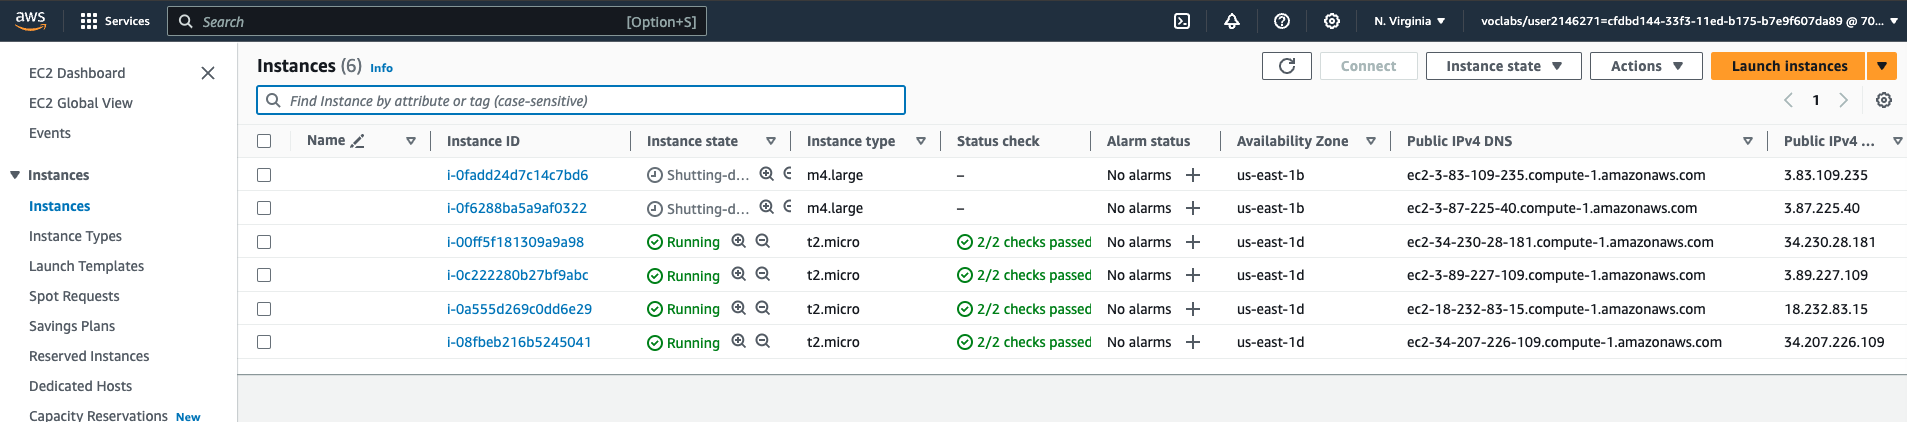 aws Services Search [Option+S] N. Virginia voclabs/user2146271=cfdbd144-33f3-11ed-b175-b7e9f607da89 @ 70...
EC2 Dashboard
EC2 Global View
Events
Instances
Instances
Instance Types
Launch Templates
Spot Requests
Savings Plans
Reserved Instances
Dedicated Hosts
Capacity Reservations New
Instances (6) Info Connect Instance state Actions Launch instances
Find Instance by attribute or tag (case-sensitive) 1
Name Instance ID Instance state Instance type Status check Alarm status Availability Zone Public IPv4 DNS Public IPv4 ...
i-0fadd24d7c14c7bd6 Shutting-d... m4.large – No alarms us-east-1b ec2-3-83-109-235.compute-1.amazonaws.com 3.83.109.235
i-0f6288ba5a9af0322 Shutting-d... m4.large – No alarms us-east-1b ec2-3-87-225-40.compute-1.amazonaws.com 3.87.225.40
i-00ff5f181309a9a98 Running t2.micro 2/2 checks passed No alarms us-east-1d ec2-34-230-28-181.compute-1.amazonaws.com 34.230.28.181
i-0c222280b27bf9abc Running t2.micro 2/2 checks passed No alarms us-east-1d ec2-3-89-227-109.compute-1.amazonaws.com 3.89.227.109
i-0a555d269c0dd6e29 Running t2.micro 2/2 checks passed No alarms us-east-1d ec2-18-232-83-15.compute-1.amazonaws.com 18.232.83.15
i-08fbeb216b5245041 Running t2.micro 2/2 checks passed No alarms us-east-1d ec2-34-207-226-109.compute-1.amazonaws.com 34.207.226.109